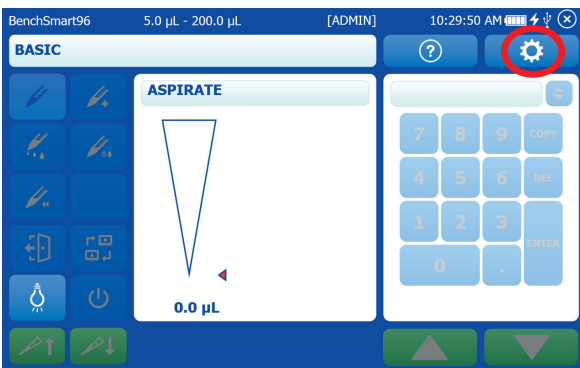 BenchSmart96 5.0 µL - 200.0 µL [ADMIN] 10:29:50 AM
BASIC ?
ASPIRATE
7 8 9 COPY
4 5 6 DEL
1 2 3
ENTER
0 .
0.0 µL